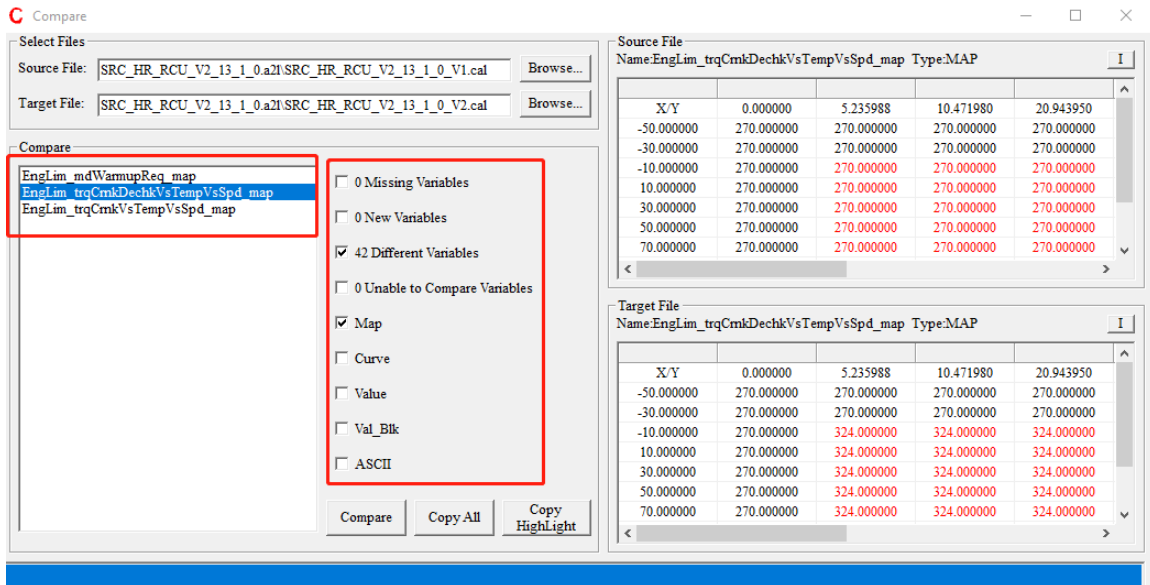 C Compare
Select Files
Source File: SRC_HR_RCU_V2_13_1_0.a2l\SRC_HR_RCU_V2_13_1_0_V1.cal Browse...
Target File: SRC_HR_RCU_V2_13_1_0.a2l\SRC_HR_RCU_V2_13_1_0_V2.cal Browse...
Compare
EngLim_mdWarmupReq_map
EngLim_trqCrnkDechkVsTempVsSpd_map
EngLim_trqCrnkVsTempVsSpd_map
0 Missing Variables
0 New Variables
42 Different Variables
0 Unable to Compare Variables
Map
Curve
Value
Val_Blk
ASCII
Compare Copy All Copy HighLight
Source File
Name:EngLim_trqCrnkDechkVsTempVsSpd_map Type:MAP I
X/Y 0.000000 5.235988 10.471980 20.943950
-50.000000 270.000000 270.000000 270.000000 270.000000
-30.000000 270.000000 270.000000 270.000000 270.000000
-10.000000 270.000000 270.000000 270.000000 270.000000
10.000000 270.000000 270.000000 270.000000 270.000000
30.000000 270.000000 270.000000 270.000000 270.000000
50.000000 270.000000 270.000000 270.000000 270.000000
70.000000 270.000000 270.000000 270.000000 270.000000
Target File
Name:EngLim_trqCrnkDechkVsTempVsSpd_map Type:MAP I
X/Y 0.000000 5.235988 10.471980 20.943950
-50.000000 270.000000 270.000000 270.000000 270.000000
-30.000000 270.000000 270.000000 270.000000 270.000000
-10.000000 270.000000 324.000000 324.000000 324.000000
10.000000 270.000000 324.000000 324.000000 324.000000
30.000000 270.000000 324.000000 324.000000 324.000000
50.000000 270.000000 324.000000 324.000000 324.000000
70.000000 270.000000 324.000000 324.000000 324.000000